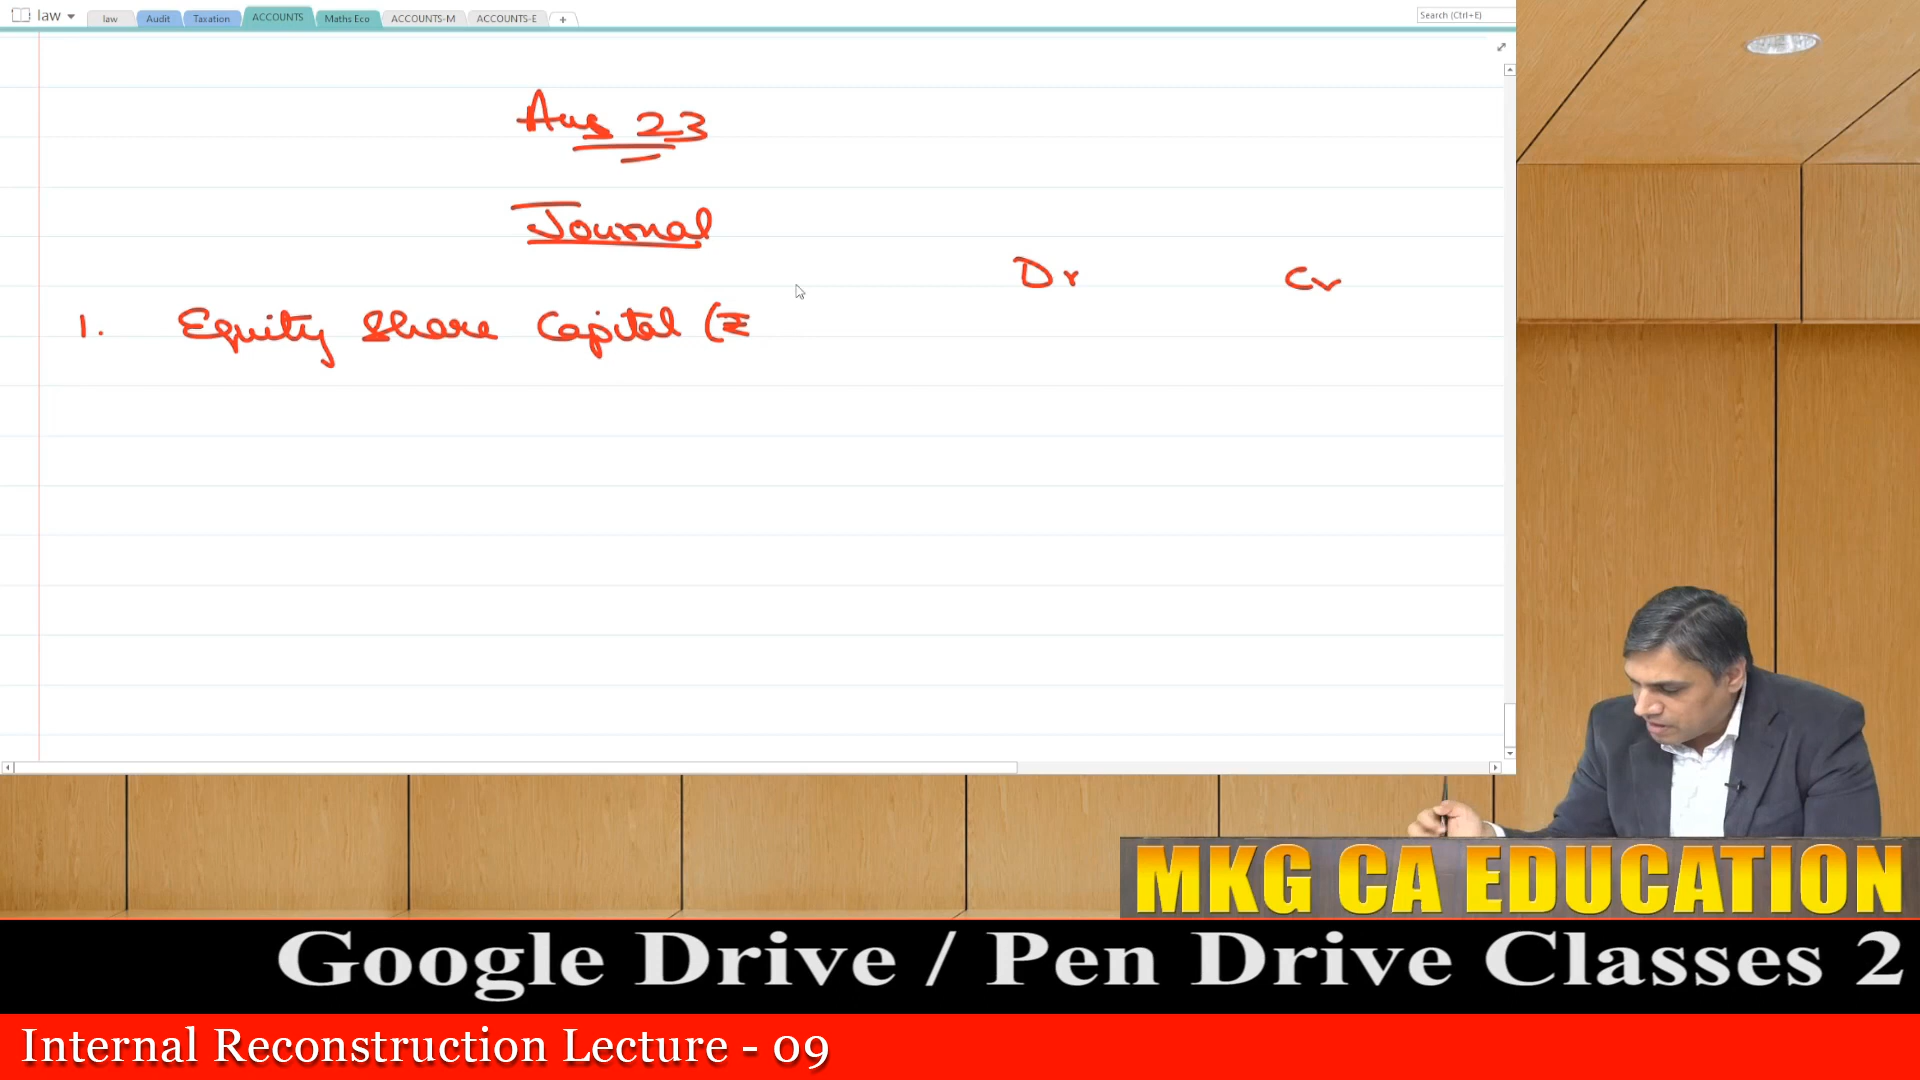 law
law Audit Taxation ACCOUNTS Maths Eco ACCOUNTS-M ACCOUNTS-E +
Search (Ctrl+E)
Aug 23
Journal
Dr Cr
1. Equity Share Capital (₹
MKG CA EDUCATION
Google Drive / Pen Drive Classes 2
Internal Reconstruction Lecture - 09